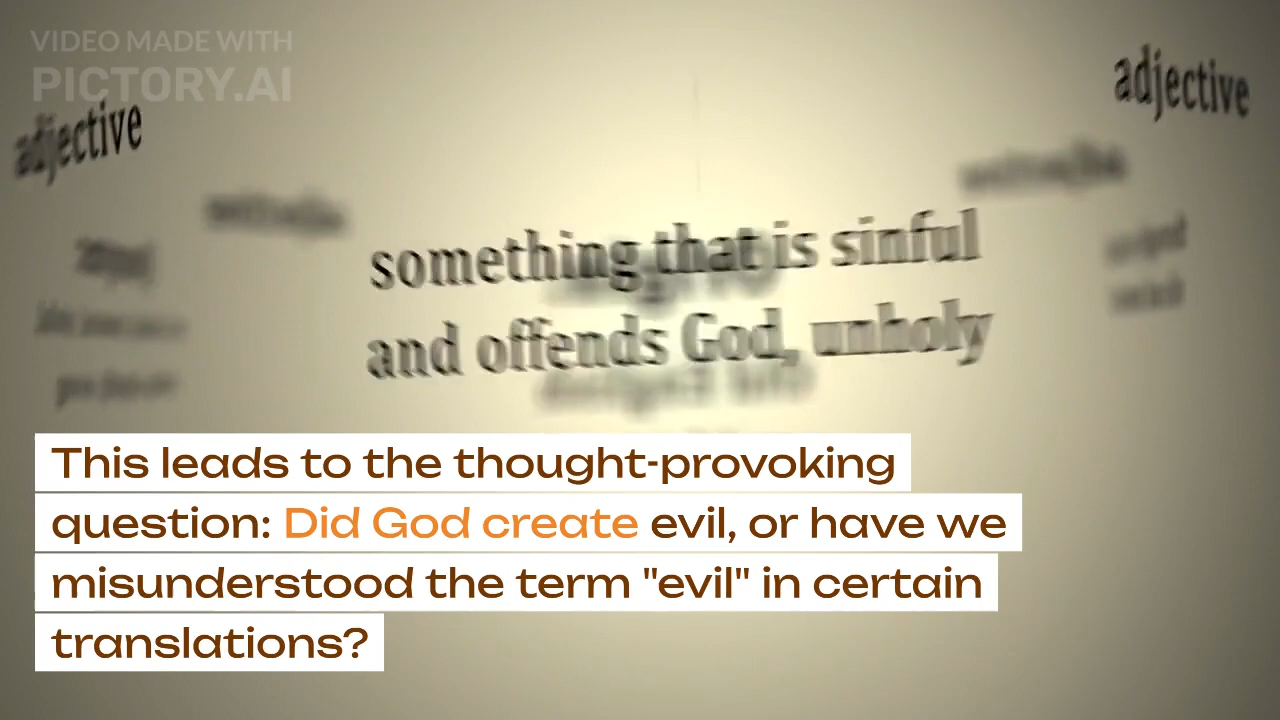 VIDEO MADE WITH
PICTORY.AI
adjective
adjective
something that is sinful
and offends God, unholy
This leads to the thought-provoking
question: Did God create evil, or have we
misunderstood the term "evil" in certain
translations?